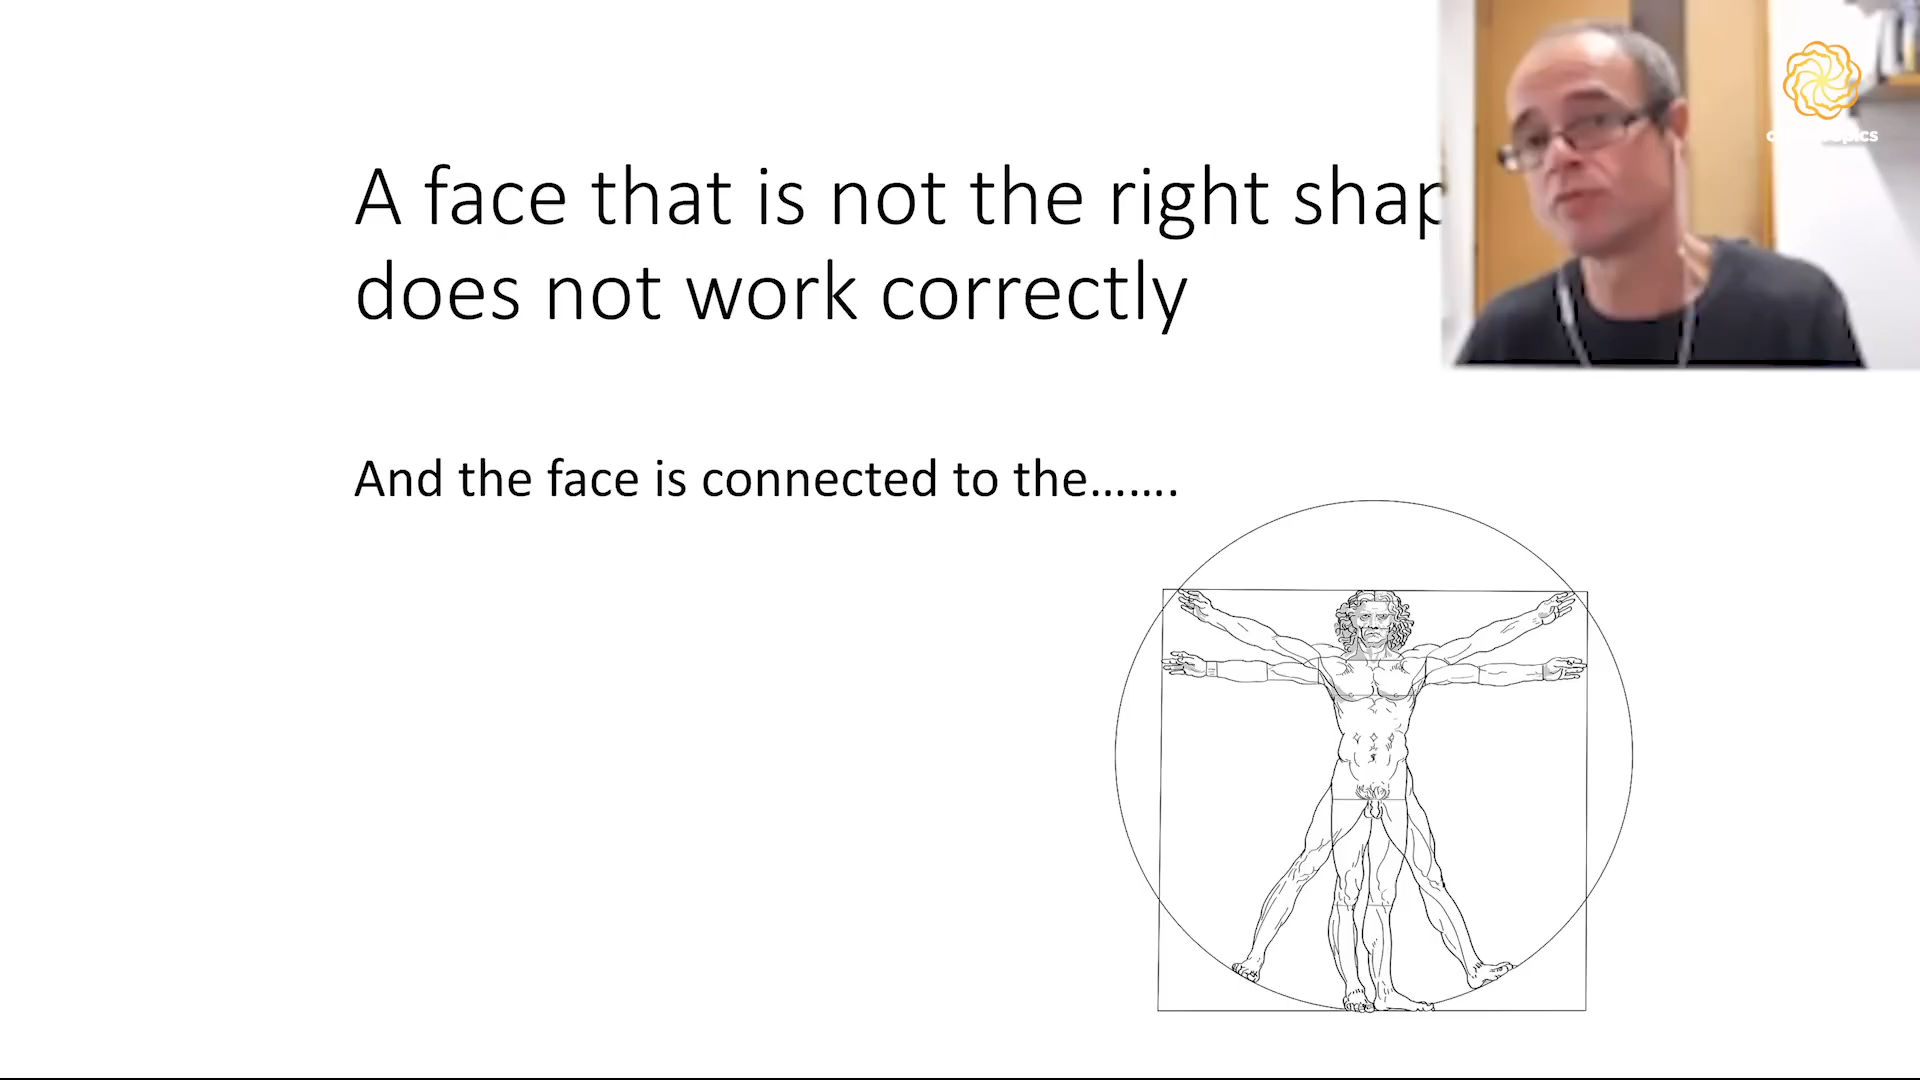 A face that is not the right shap
does not work correctly
And the face is connected to the.......